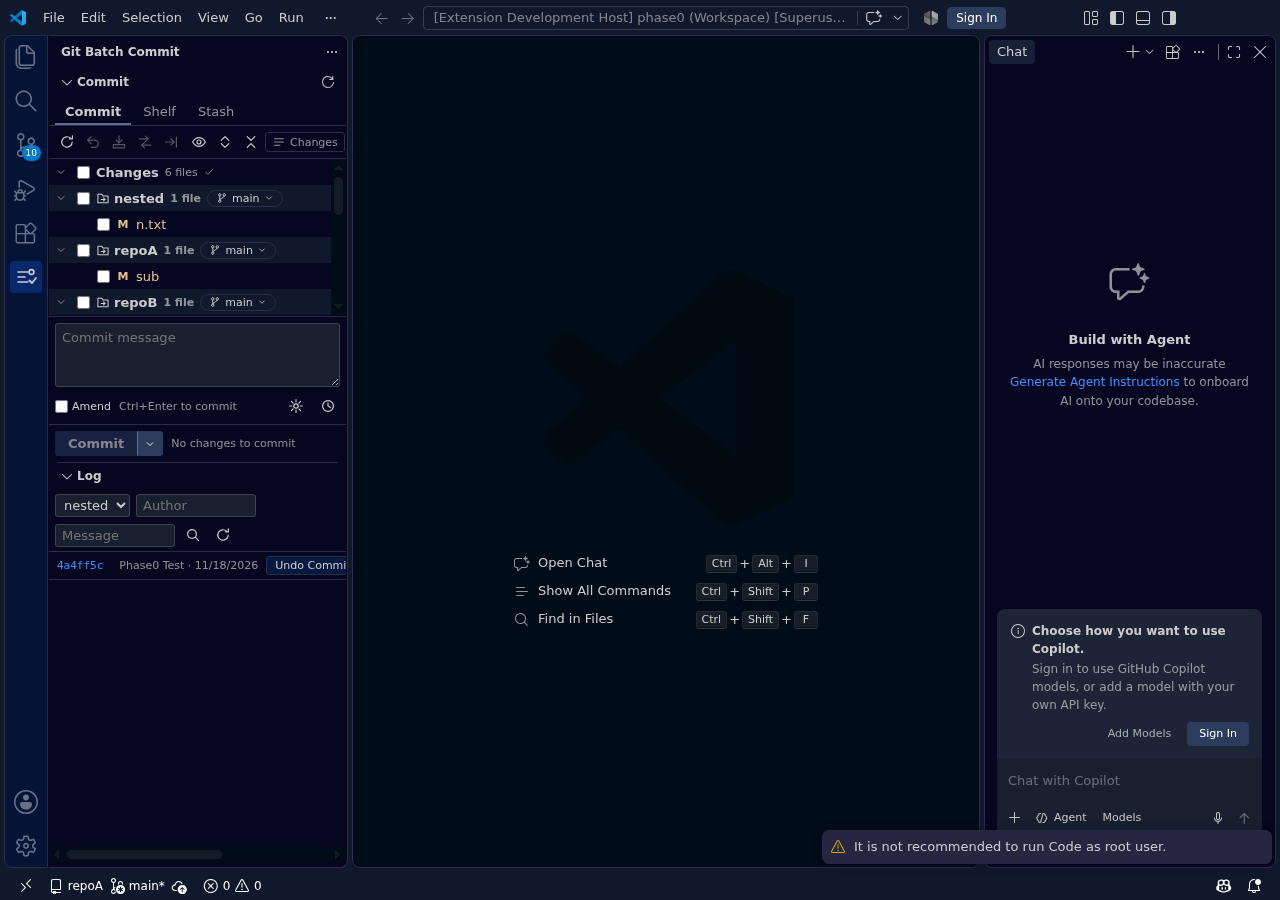 File Edit Selection View Go Run
[Extension Development Host] phase0 (Workspace) [Superus...
Sign In
Git Batch Commit
Commit
Commit Shelf Stash
Changes
Changes 6 files
nested 1 file main
M n.txt
repoA 1 file main
M sub
repoB 1 file main
Commit message
Amend Ctrl+Enter to commit
Commit No changes to commit
Log
nested Author
Message
4a4ff5c Phase0 Test · 11/18/2026 Undo Commi
10
Open Chat Ctrl + Alt + I
Show All Commands Ctrl + Shift + P
Find in Files Ctrl + Shift + F
Chat
Build with Agent
AI responses may be inaccurate
Generate Agent Instructions to onboard
AI onto your codebase.
Choose how you want to use
Copilot.
Sign in to use GitHub Copilot
models, or add a model with your
own API key.
Add Models Sign In
Chat with Copilot
Agent Models
It is not recommended to run Code as root user.
repoA main* 0 0